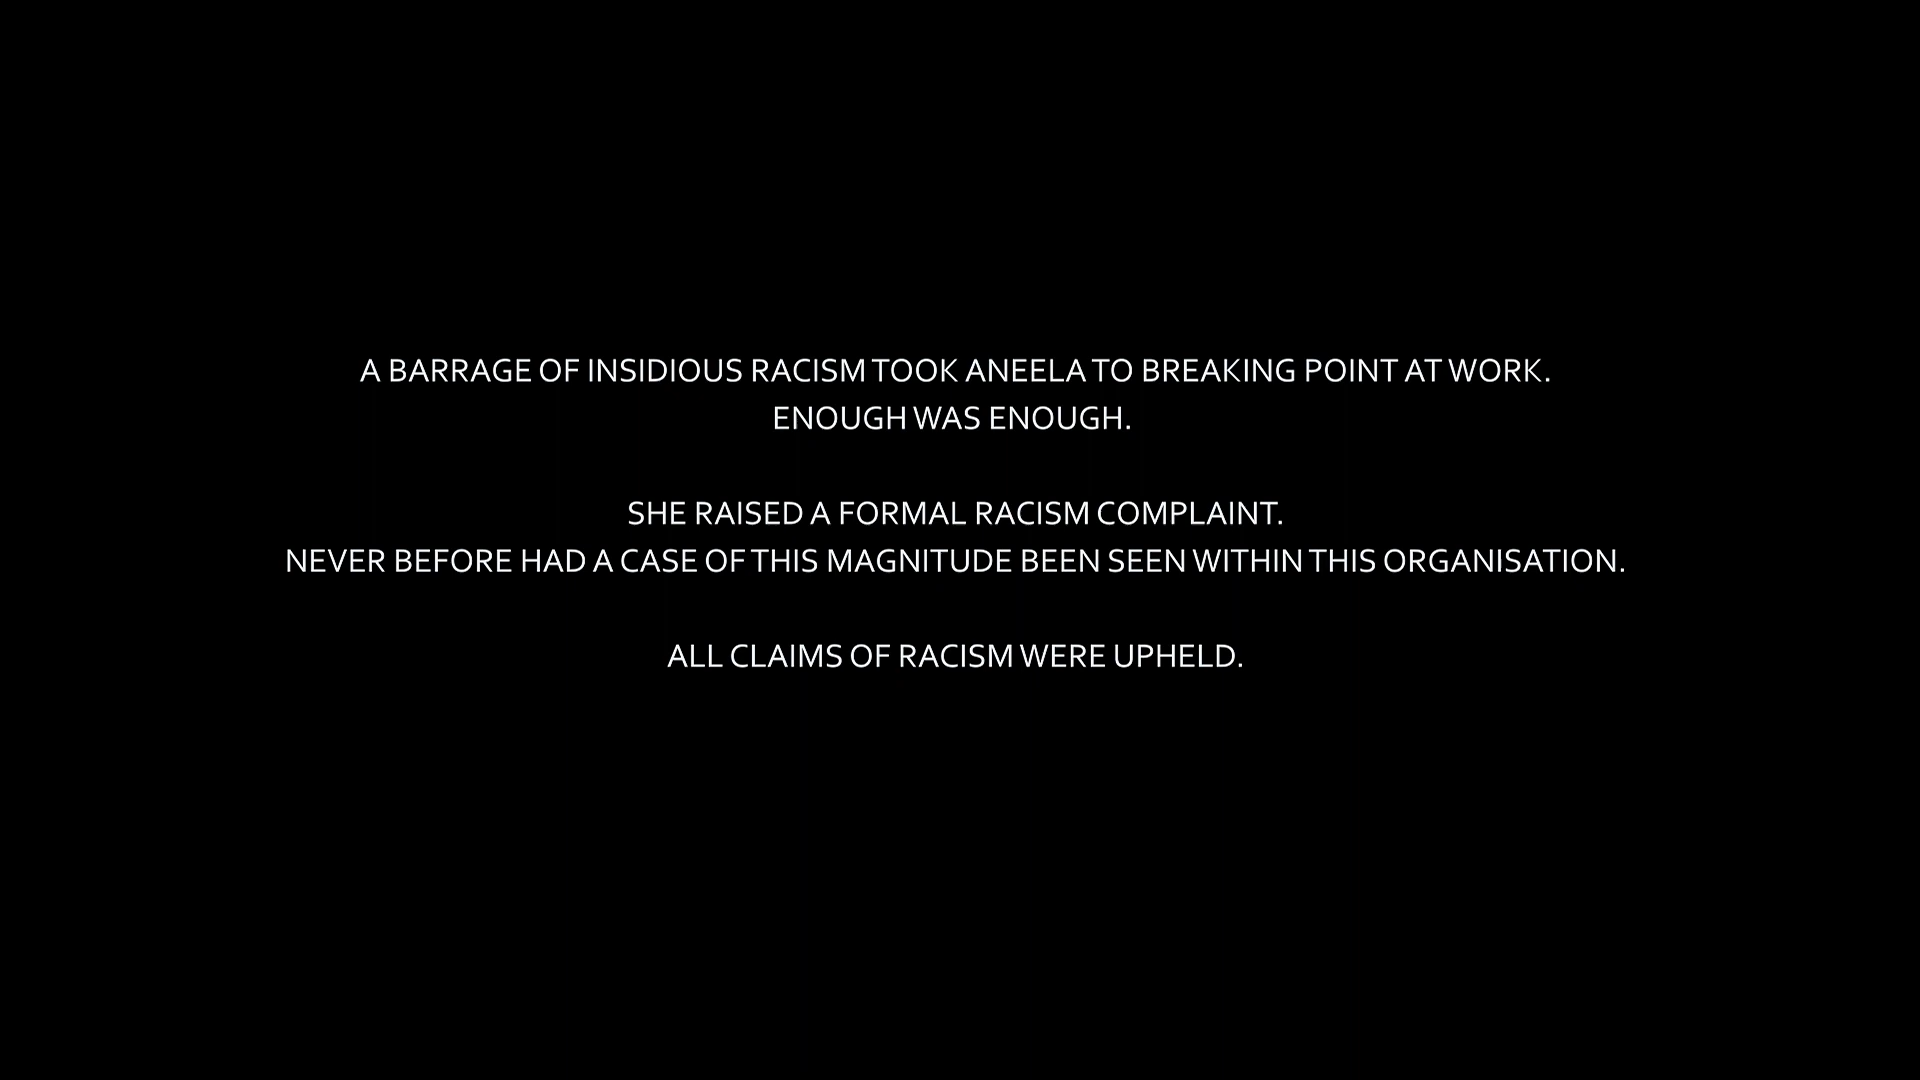 A BARRAGE OF INSIDIOUS RACISM TOOK ANEELA TO BREAKING POINT AT WORK.
ENOUGH WAS ENOUGH.
SHE RAISED A FORMAL RACISM COMPLAINT.
NEVER BEFORE HAD A CASE OF THIS MAGNITUDE BEEN SEEN WITHIN THIS ORGANISATION.
ALL CLAIMS OF RACISM WERE UPHELD.